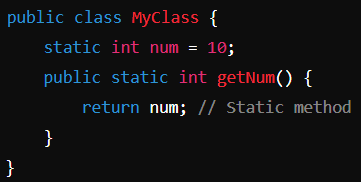 public class MyClass {
    static int num = 10;
    public static int getNum() {
        return num; // Static method
    }
}